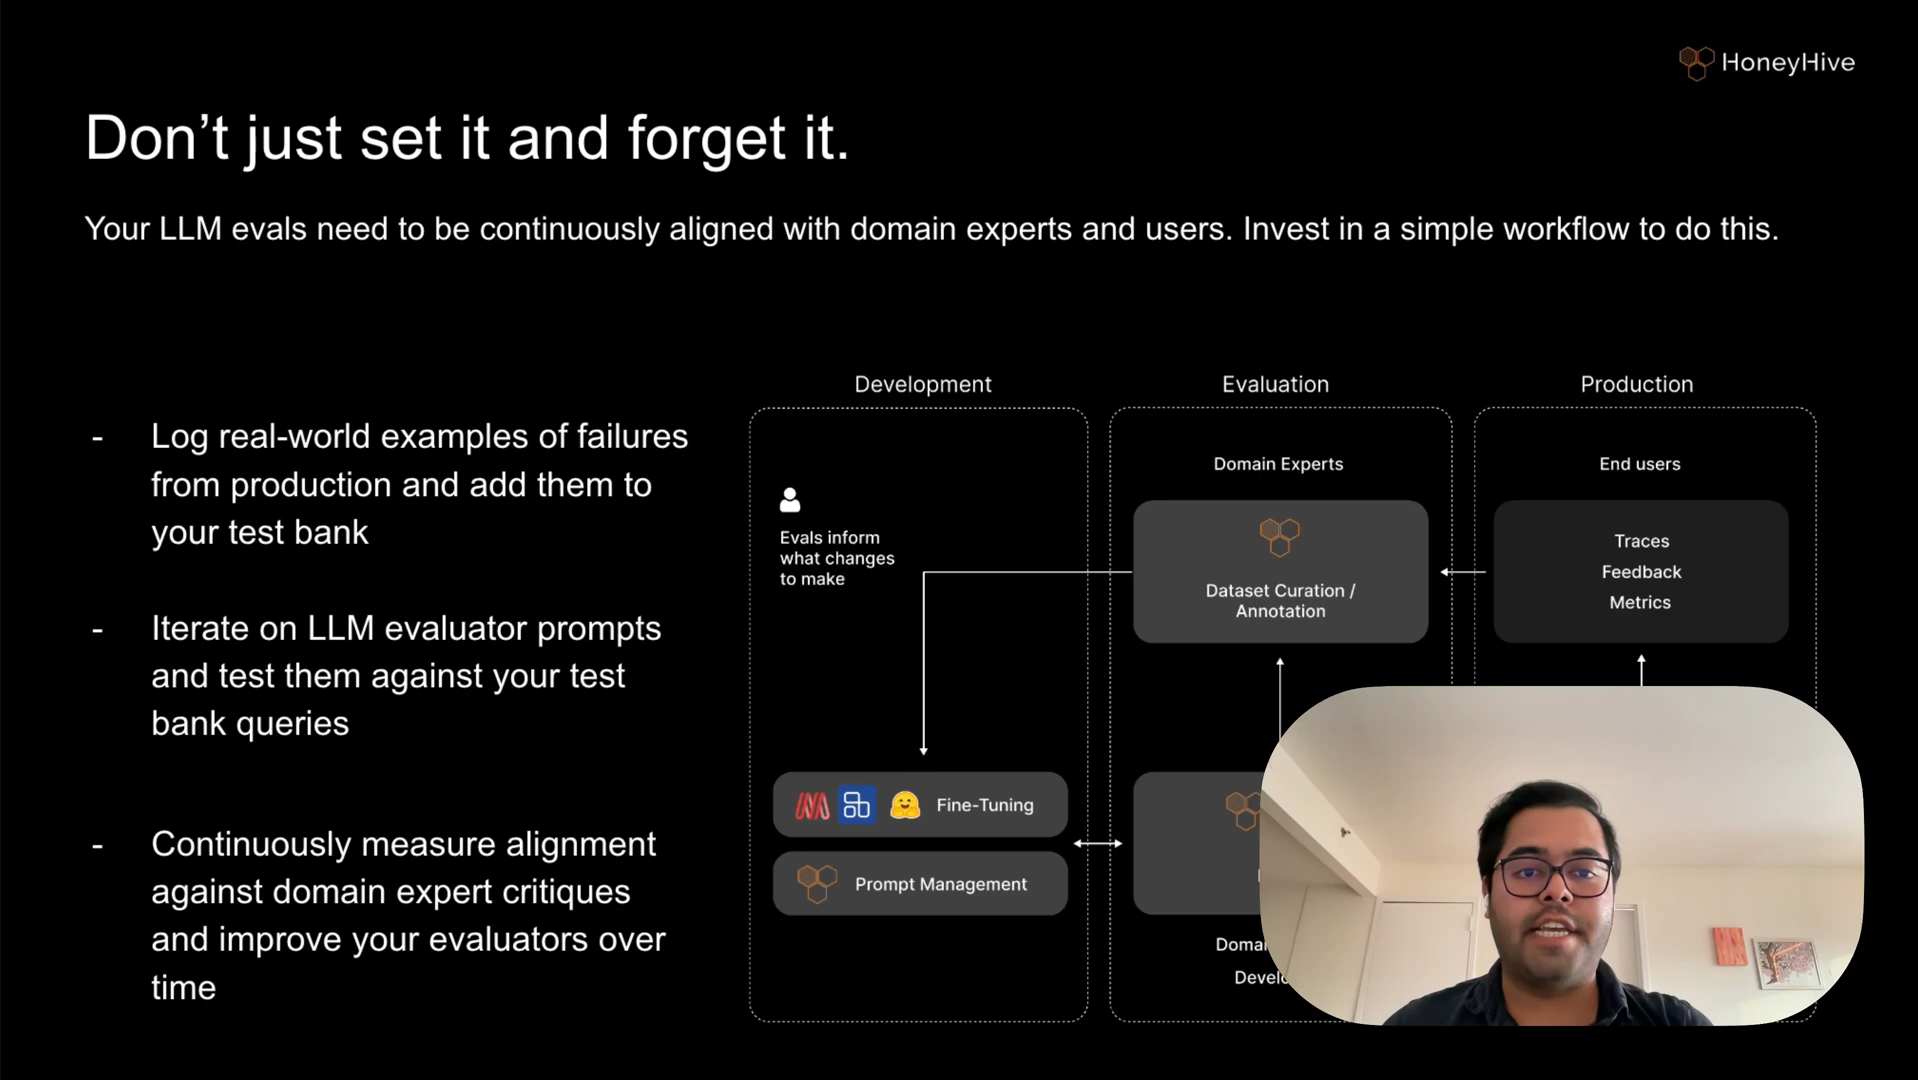 HoneyHive
Don’t just set it and forget it.
Your LLM evals need to be continuously aligned with domain experts and users. Invest in a simple workflow to do this.
- Log real-world examples of failures
from production and add them to
your test bank
- Iterate on LLM evaluator prompts
and test them against your test
bank queries
- Continuously measure alignment
against domain expert critiques
and improve your evaluators over
time
Development
Evals inform
what changes
to make
Fine-Tuning
Prompt Management
Evaluation
Domain Experts
Dataset Curation /
Annotation
Production
End users
Traces
Feedback
Metrics